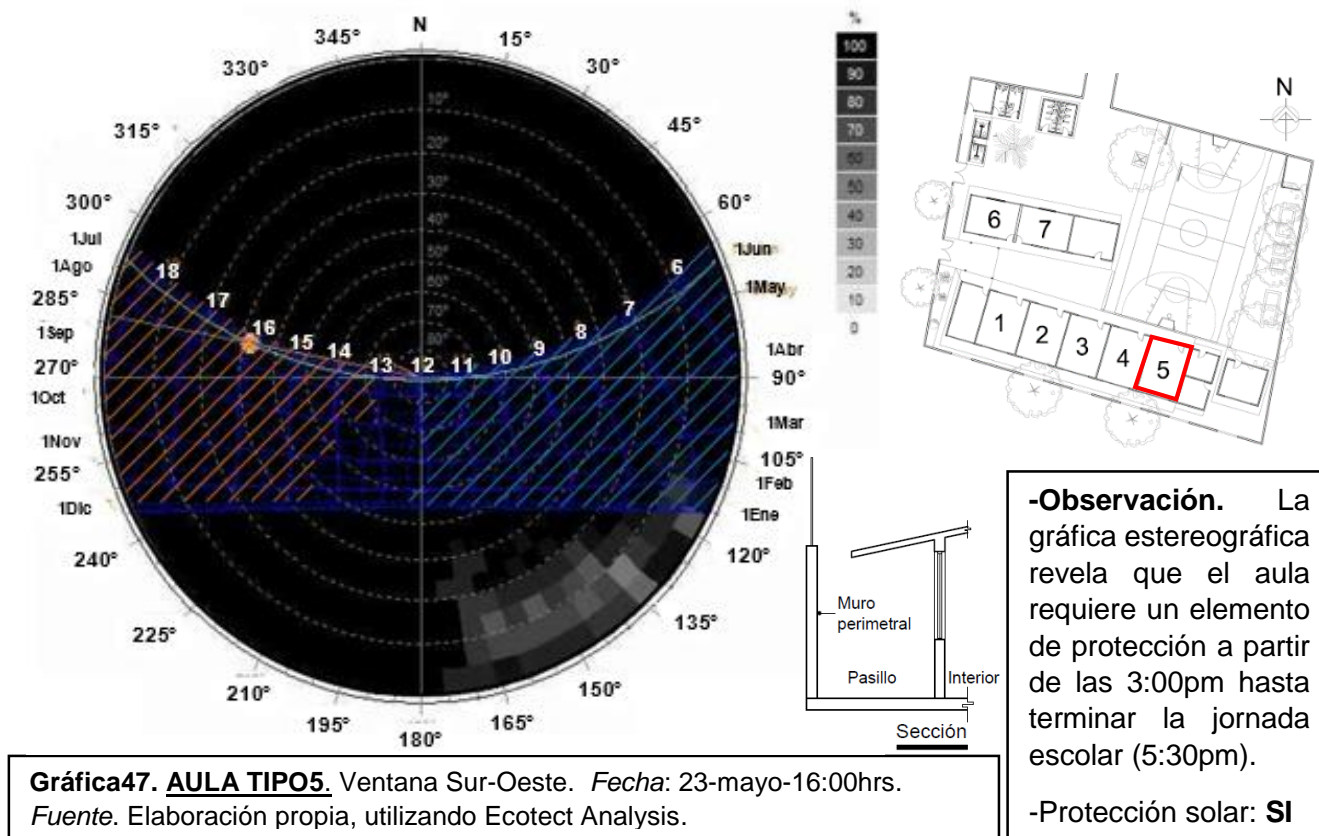 N
345°
15°
330°
30°
315°
45°
300°
60°
1Jul
1Jun
1Ago
285°
1May
1Sep
270°
1Abr
90°
1Oct
1Mar
1Nov
255°
105°
1Feb
1Dic
1Ene
240°
120°
225°
135°
210°
150°
195°
165°
180°
10°
20°
30°
40°
18
17
16
15
14
13
12
11
10
9
8
7
6
%
100
90
80
70
60
50
40
30
20
10
0
N
6
7
1
2
3
4
5
Muro
perimetral
Pasillo
Interior
Sección
-Observación. La
gráfica estereográfica
revela que el aula
requiere un elemento
de protección a partir
de las 3:00pm hasta
terminar la jornada
escolar (5:30pm).
-Protección solar: SI
Gráfica47. AULA TIPO5. Ventana Sur-Oeste. Fecha: 23-mayo-16:00hrs.
Fuente. Elaboración propia, utilizando Ecotect Analysis.